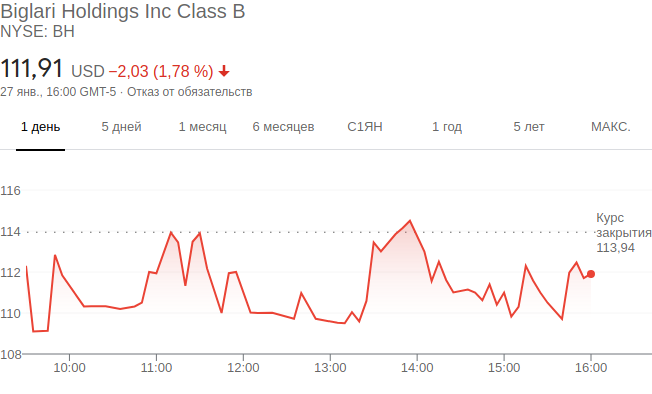 Biglari Holdings Inc Class B
NYSE: BH
111,91 USD −2,03 (1,78 %)
27 янв., 16:00 GMT-5 · Отказ от обязательств
1 день 5 дней 1 месяц 6 месяцев С1ЯН 1 год 5 лет МАКС.
116
Курс
114 закрытия
113,94
112
110
108
10:00 11:00 12:00 13:00 14:00 15:00 16:00